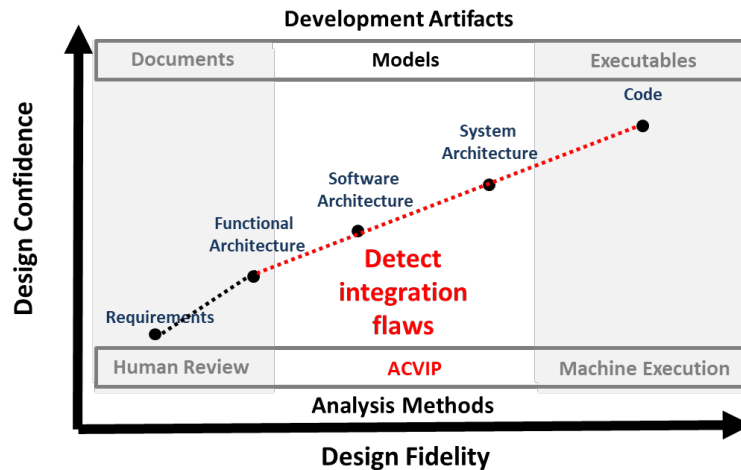 Development Artifacts
Documents
Models
Executables
Code
System
Architecture
Software
Architecture
Functional
Architecture
Requirements
Detect
integration
flaws
Human Review
ACVIP
Machine Execution
Analysis Methods
Design Fidelity
Design Confidence